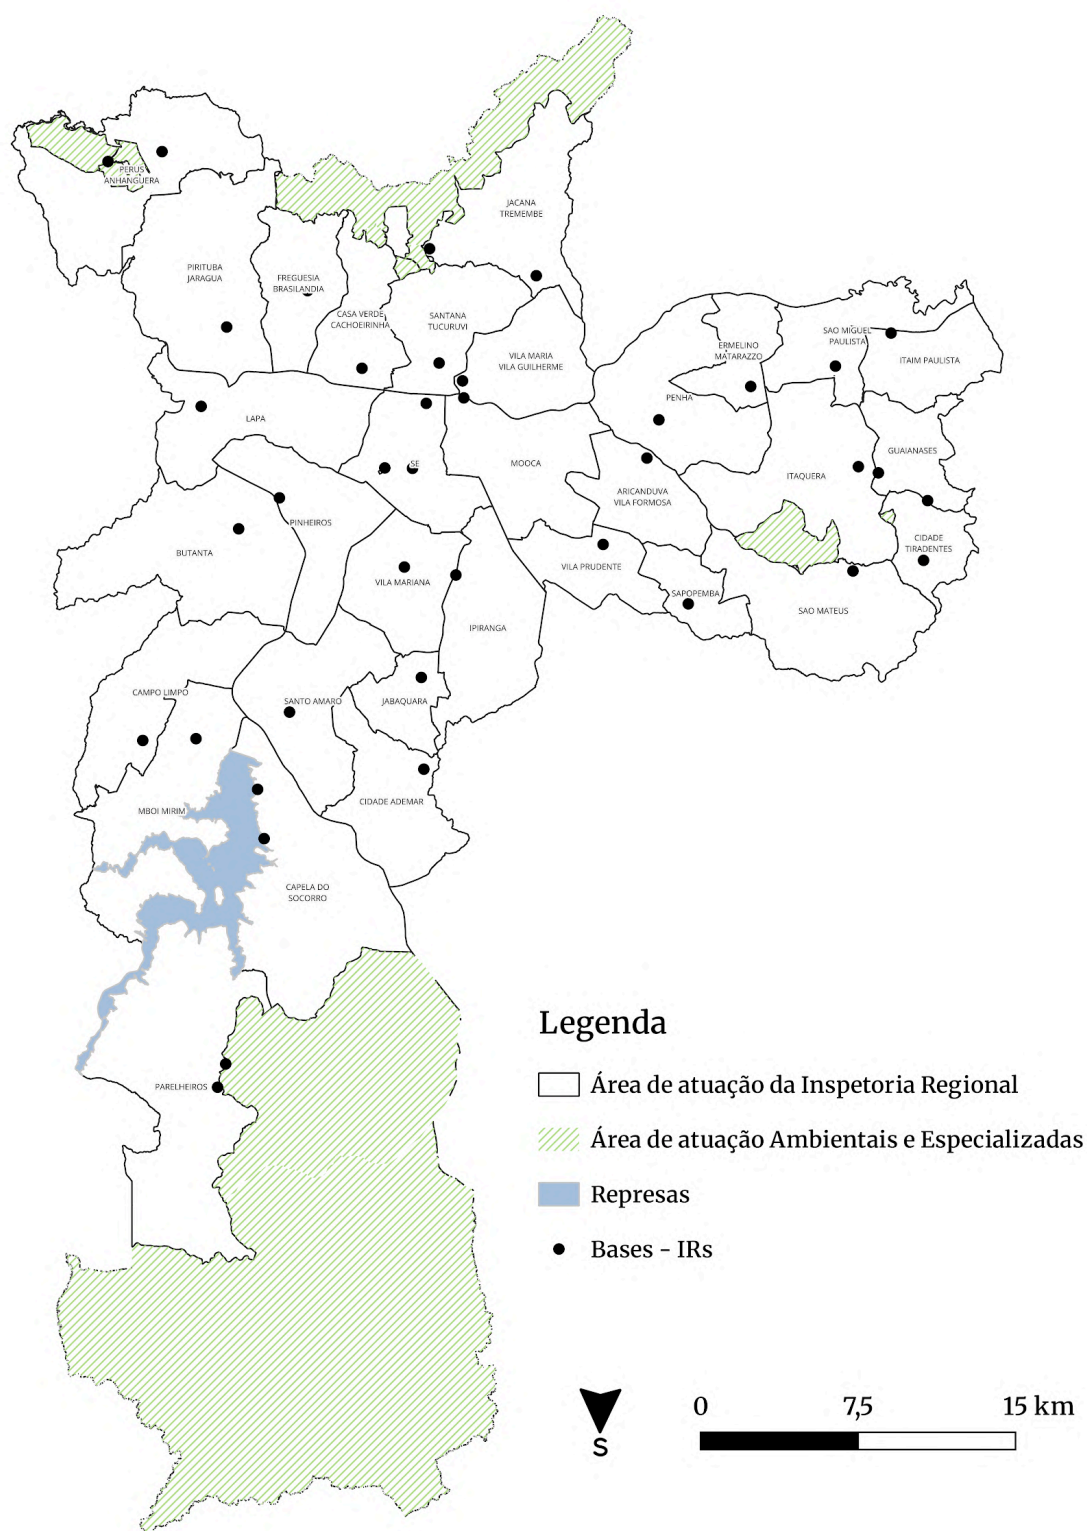 PERUS
ANHANGUERA
JACANA
TREMEMBE
PIRITUBA
JARAGUA
FREGUESIA
BRASILANDIA
CASA VERDE
CACHOEIRINHA
SANTANA
TUCURUVI
VILA MARIA
VILA GUILHERME
ERMELINO
MATARAZZO
SAO MIGUEL
PAULISTA
ITAIM PAULISTA
PENHA
LAPA
SE
MOOCA
ITAQUERA
GUAIANASES
ARICANDUVA
VILA FORMOSA
PINHEIROS
BUTANTA
VILA MARIANA
VILA PRUDENTE
CIDADE
TIRADENTES
SAPOPEMBA
SAO MATEUS
IPIRANGA
CAMPO LIMPO
SANTO AMARO
JABAQUARA
MBOI MIRIM
CIDADE ADEMAR
CAPELA DO
SOCORRO
PARELHEIROS
Legenda
Área de atuação da Inspetoria Regional
Área de atuação Ambientais e Especializadas
Represas
Bases - IRs
S
0 7,5 15 km